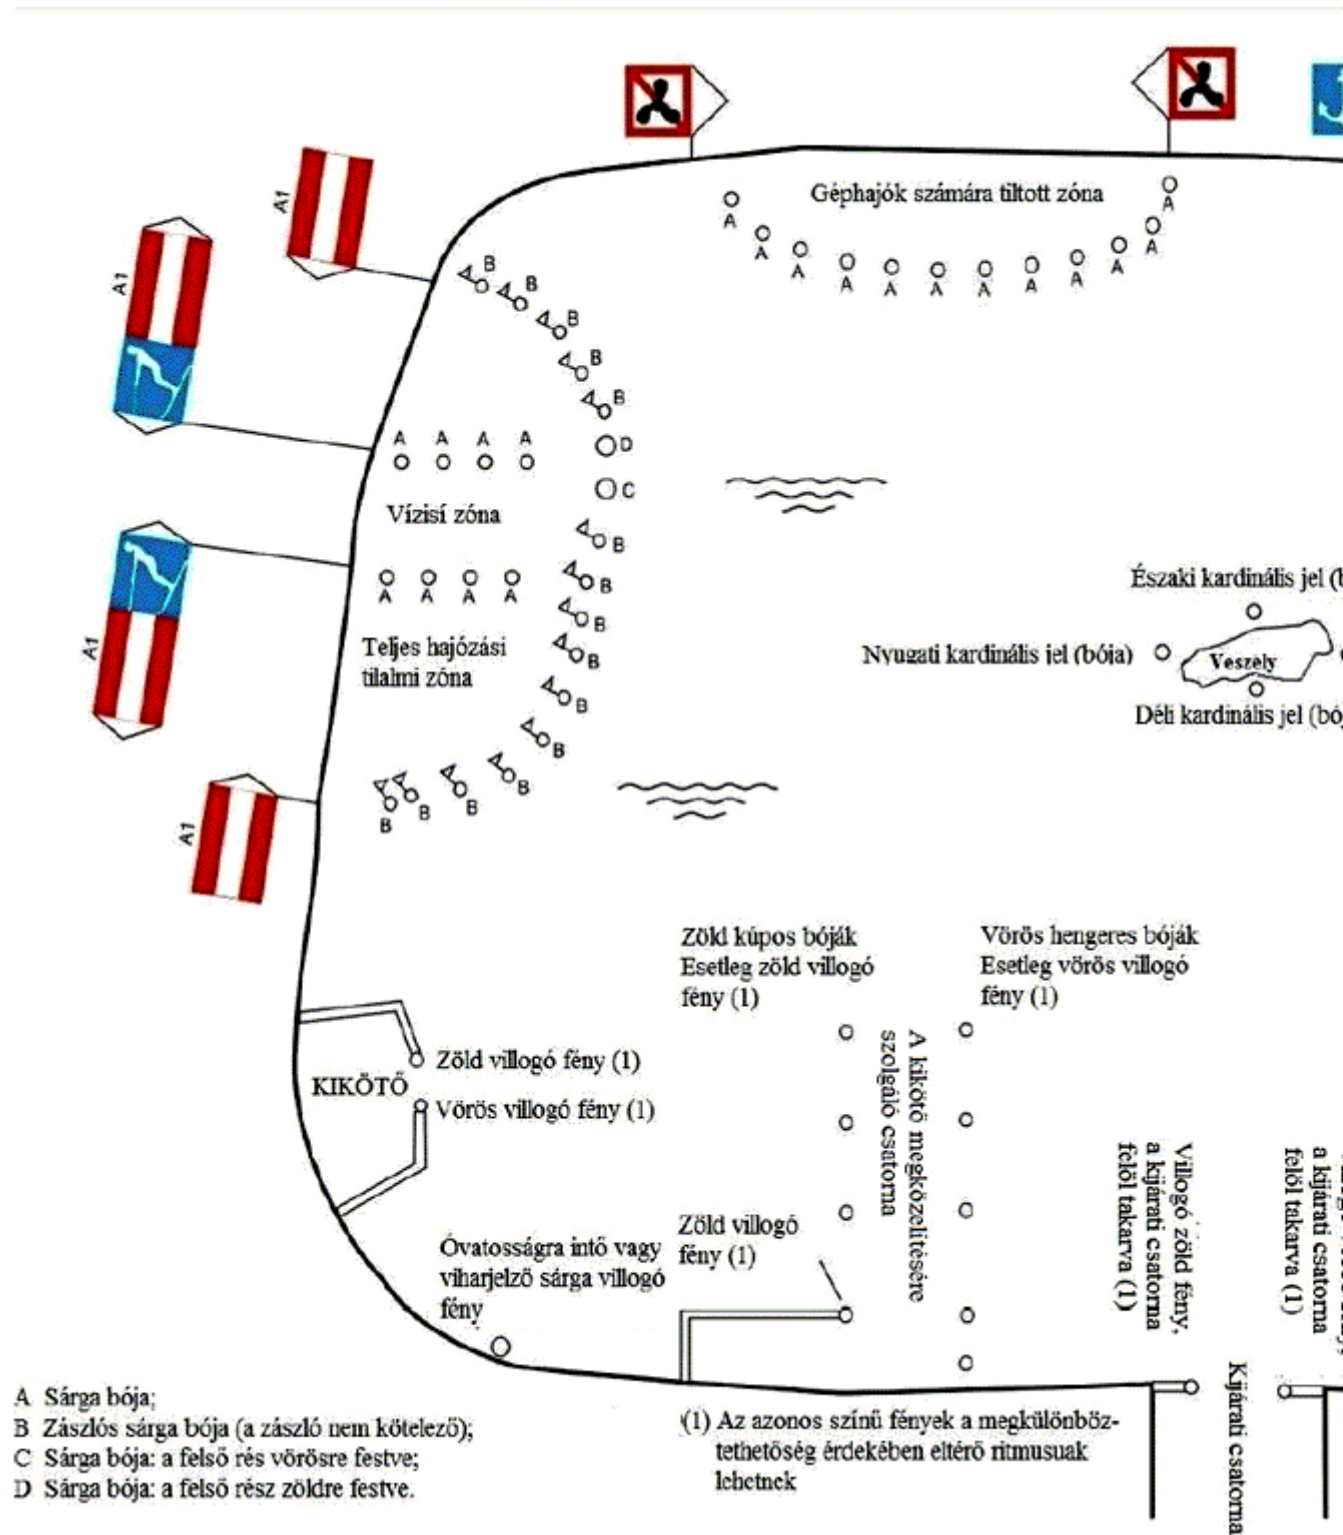 A1
Géphajók számára tiltott zóna
A
A
A
A
A
A
A
A
A
A
A
A1
B
B
B
B
B
D
C
A A A A
Vízisí zóna
B
B
B
B
B
B
B
B
B
B
B
A A A A
A1
Teljes hajózási
tilalmi zóna
A1
Északi kardinális jel
Nyugati kardinális jel (bója)
Veszély
Déli kardinális jel
Zöld kúpos bóják
Esetleg zöld villogó
fény (1)
Vörös hengeres bóják
Esetleg vörös villogó
fény (1)
Zöld villogó fény (1)
KIKÖTŐ
Vörös villogó fény (1)
A kikötő megközelítésére
szolgáló csatorna
Zöld villogó
fény (1)
Villogó zöld fény,
a kijárati csatorna
felől takarva (1)
a kijárati csatorna
felől takarva (1)
Óvatosságra intő vagy
viharjelző sárga villogó
fény
Kijárati csatorna
A Sárga bója;
B Zászlós sárga bója (a zászló nem kötelező);
C Sárga bója: a felső rés vörösre festve;
D Sárga bója: a felső rész zöldre festve.
(1) Az azonos színű fények a megkülönböz-
tethetőség érdekében eltérő ritmusuak
lehetnek